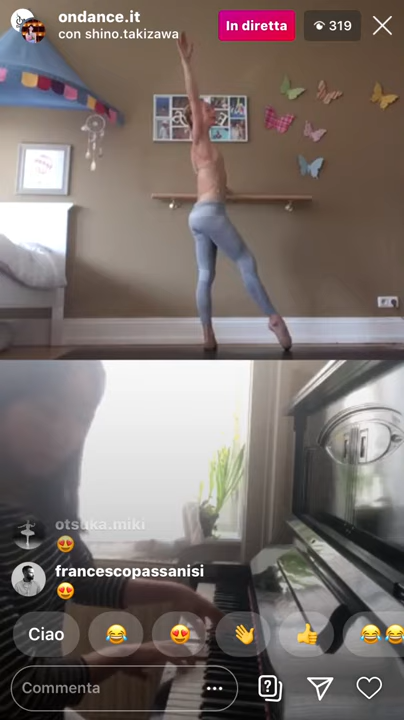 ondance.it
con shino.takizawa
In diretta
319
otsuka.miki
😍
francescopassanisi
😍
Ciao
😂
😍
👋
👍
😂😂
Commenta